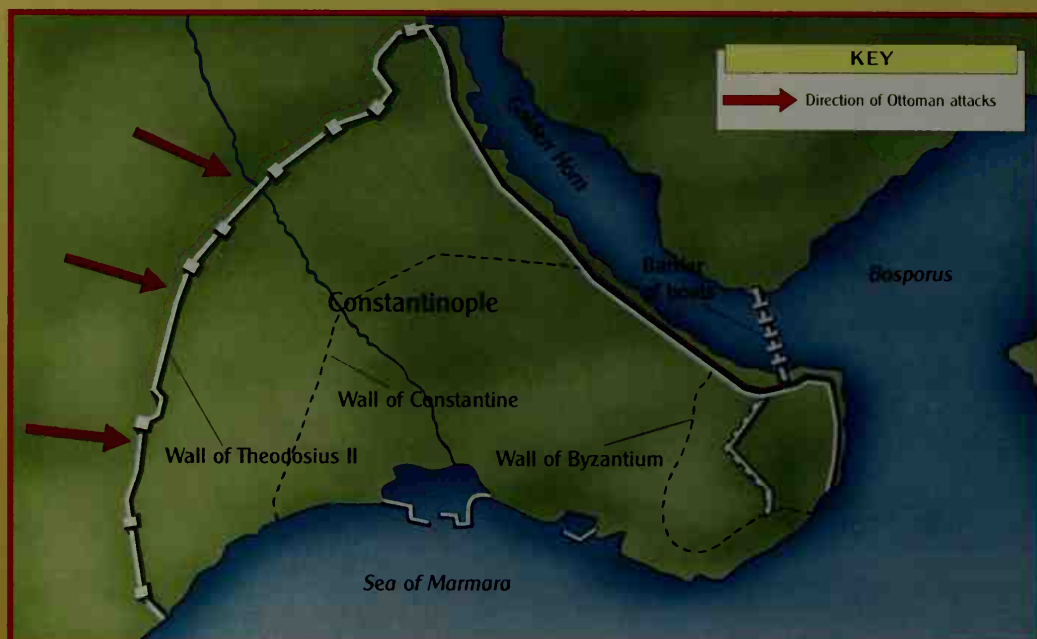 KEY
Direction of Ottoman attacks
Golden Horn
Barrier
of boats
Bosporus
Constantinople
Wall of Constantine
Wall of Theodosius II
Wall of Byzantium
Sea of Marmara